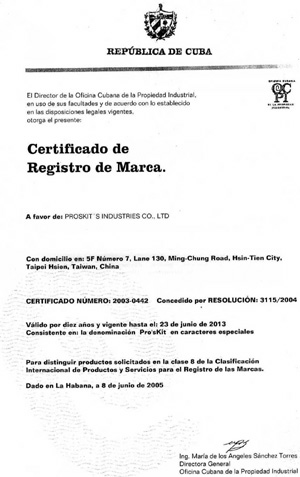 REPÚBLICA DE CUBA
El Director de la Oficina Cubana de la Propiedad Industrial,
en uso de sus facultades y de acuerdo con lo establecido
en las disposiciones legales vigentes,
otorga el presente:
OFICINA CUBANA
OCPI
DE LA PROPIEDAD
INDUSTRIAL
Certificado de
Registro de Marca.
A favor de: PROSKIT´S INDUSTRIES CO., LTD
Con domicilio en: 5F Número 7, Lane 130, Ming-Chung Road, Hsin-Tien City,
Taipei Hsien, Taiwan, China
CERTIFICADO NÚMERO: 2003-0442 Concedido por RESOLUCIÓN: 3115/2004
Válido por diez años y vigente hasta el: 23 de junio de 2013
Consistente en: la denominación Pro'sKit en caracteres especiales
Para distinguir productos solicitados en la clase 8 de la Clasificación
Internacional de Productos y Servicios para el Registro de las Marcas.
Dado en La Habana, a 8 de junio de 2005
Ing. María de los Angeles Sánchez Torres
Directora General
Oficina Cubana de la Propiedad Industrial